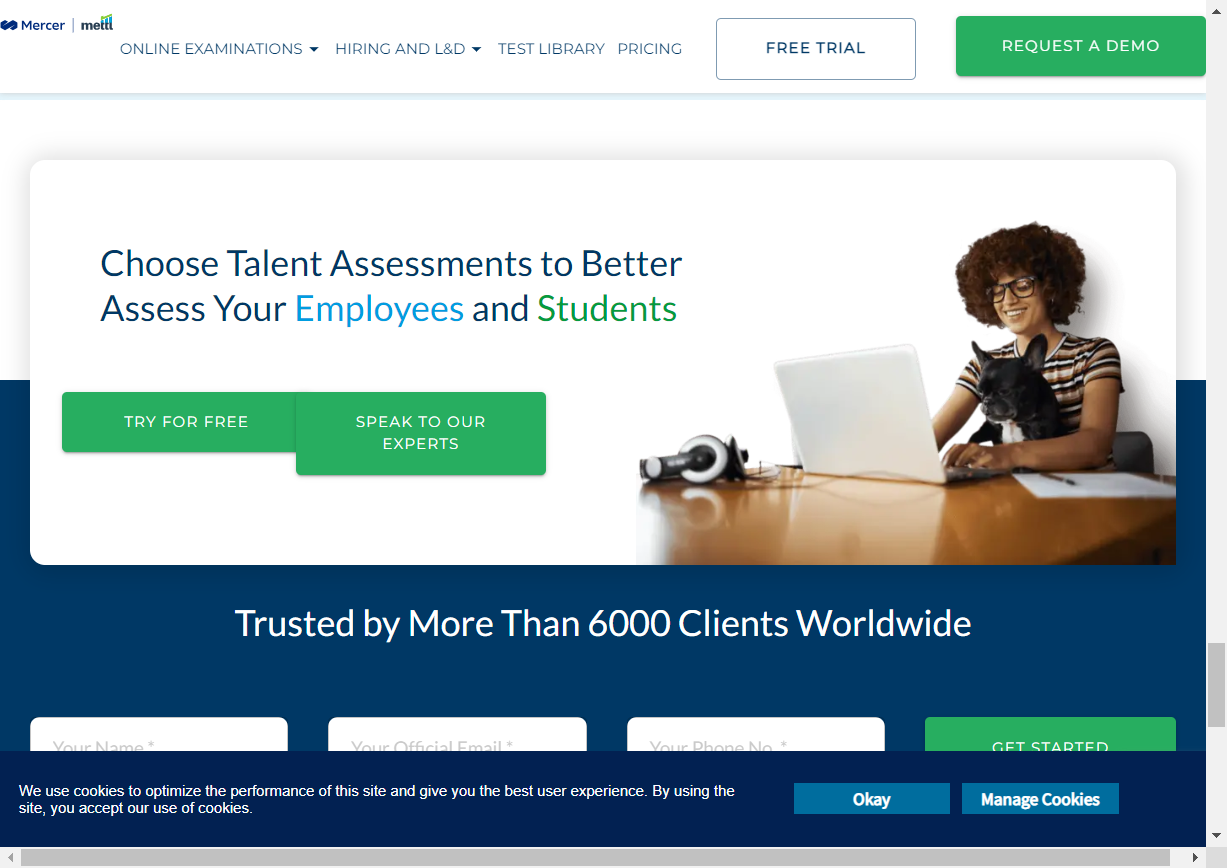 Mercer | mettl
ONLINE EXAMINATIONS
HIRING AND L&D
TEST LIBRARY
PRICING
FREE TRIAL
REQUEST A DEMO
Choose Talent Assessments to Better
Assess Your Employees and Students
TRY FOR FREE
SPEAK TO OUR
EXPERTS
Trusted by More Than 6000 Clients Worldwide
Your Name *
Your Official Email *
Your Phone No. *
GET STARTED
We use cookies to optimize the performance of this site and give you the best user experience. By using the
site, you accept our use of cookies.
Okay
Manage Cookies